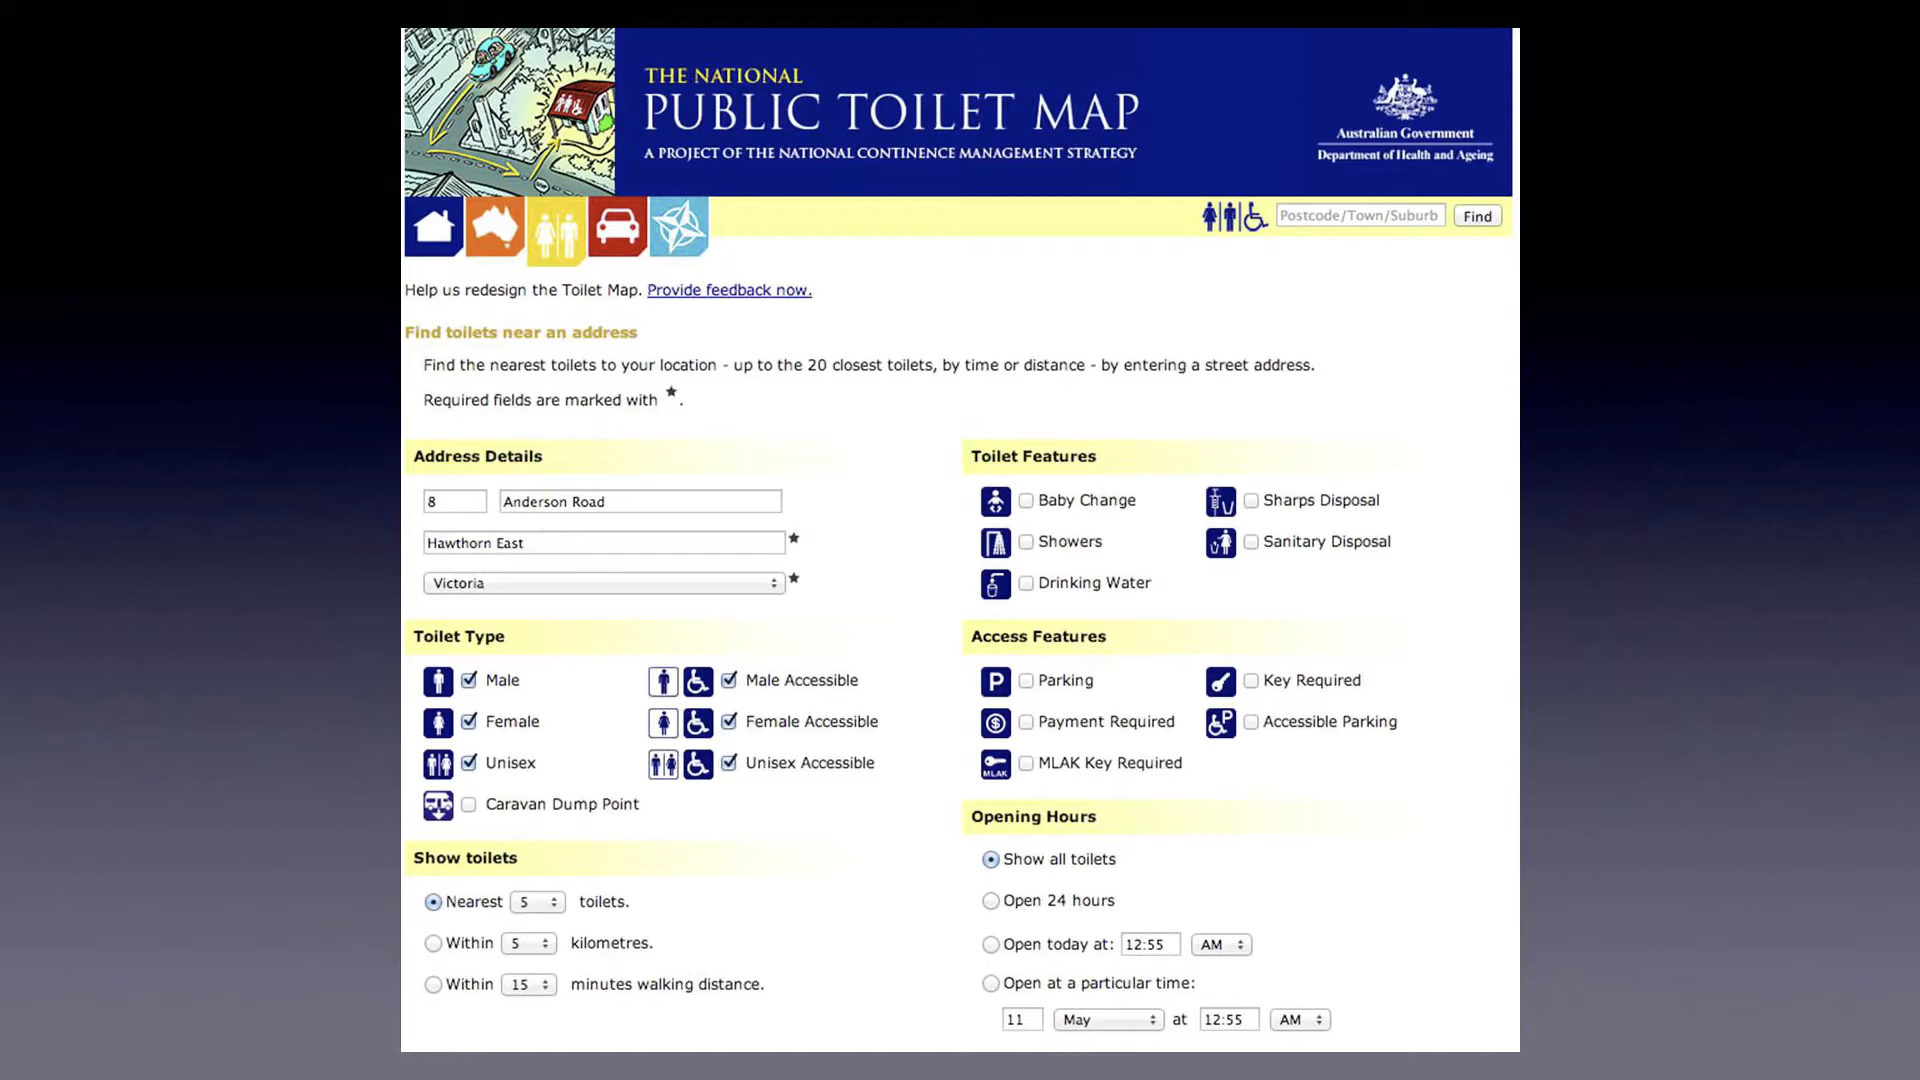 THE NATIONAL
PUBLIC TOILET MAP
A PROJECT OF THE NATIONAL CONTINENCE MANAGEMENT STRATEGY
Australian Government
Department of Health and Ageing
Postcode/Town/Suburb Find
Help us redesign the Toilet Map. Provide feedback now.
Find toilets near an address
Find the nearest toilets to your location - up to the 20 closest toilets, by time or distance - by entering a street address.
Required fields are marked with ★.
Address Details
8 Anderson Road
Hawthorn East ★
Victoria ★
Toilet Type
Male Male Accessible
Female Female Accessible
Unisex Unisex Accessible
Caravan Dump Point
Show toilets
Nearest 5 toilets.
Within 5 kilometres.
Within 15 minutes walking distance.
Toilet Features
Baby Change Sharps Disposal
Showers Sanitary Disposal
Drinking Water
Access Features
P Parking Key Required
$ Payment Required P Accessible Parking
MLAK MLAK Key Required
Opening Hours
Show all toilets
Open 24 hours
Open today at: 12:55 AM
Open at a particular time:
11 May at 12:55 AM